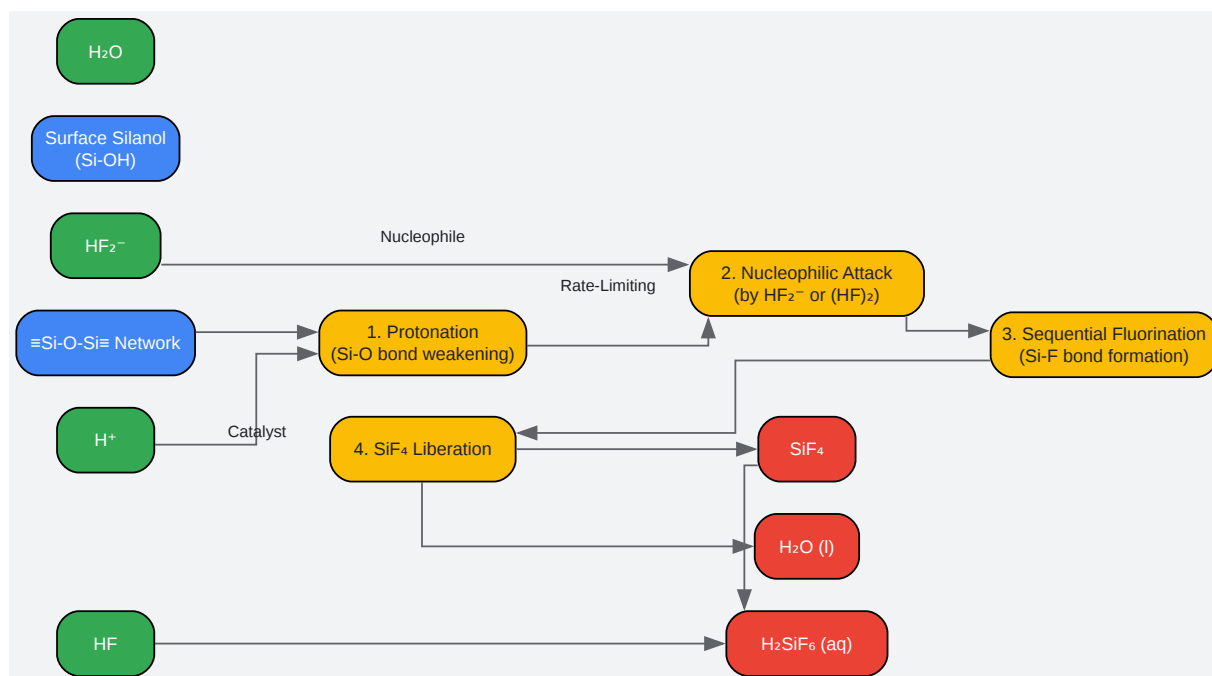 H₂O
Surface Silanol
(Si-OH)
HF₂⁻
Nucleophile
Rate-Limiting
2. Nucleophilic Attack
(by HF₂⁻ or (HF)₂)
≡Si-O-Si≡ Network
1. Protonation
(Si-O bond weakening)
3. Sequential Fluorination
(Si-F bond formation)
H⁺
Catalyst
4. SiF₄ Liberation
SiF₄
H₂O (l)
HF
H₂SiF₆ (aq)